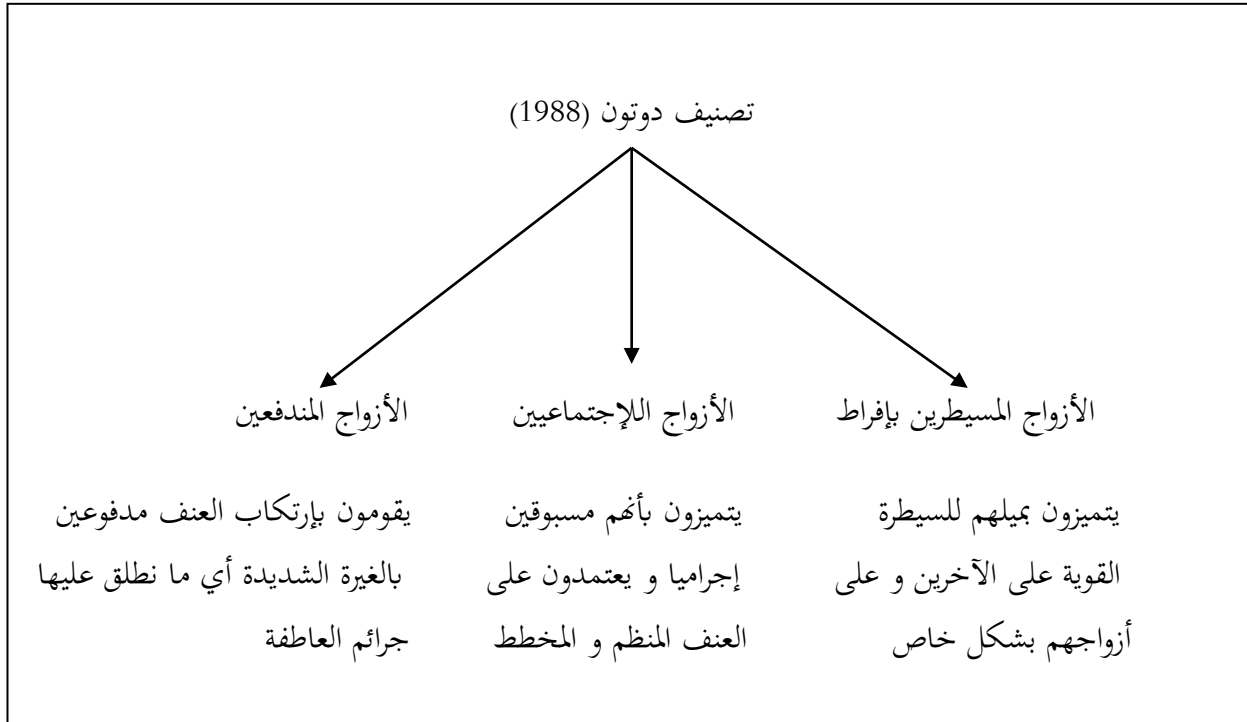 تصنيف دوتون (1988)
الأزواج المسيطرين بإفراط
الأزواج اللإجتماعيين
الأزواج المندفعين
يتميزون بميلهم للسيطرة
القوية على الآخرين و على
أزواجهم بشكل خاص
يتميزون بأنهم مسبوقين
إجراميا و يعتمدون على
العنف المنظم و المخطط
يقومون بإرتكاب العنف مدفوعين
بالغيرة الشديدة أي ما نطلق عليها
جرائم العاطفة